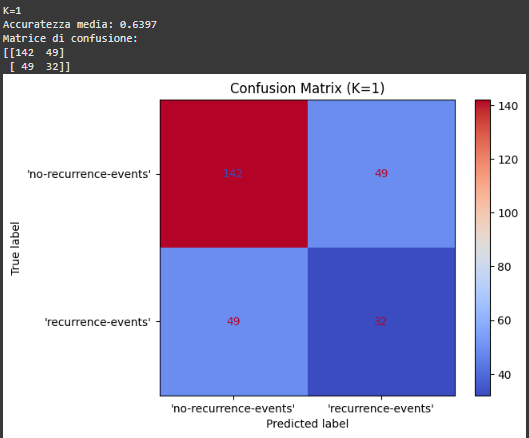 K=1
Accuratezza media: 0.6397
Matrice di confusione:
[[142 49]
[ 49 32]]
Confusion Matrix (K=1)
140
'no-recurrence-events'
142
49
120
100
True label
80
'recurrence-events'
49
32
60
40
'no-recurrence-events'
'recurrence-events'
Predicted label